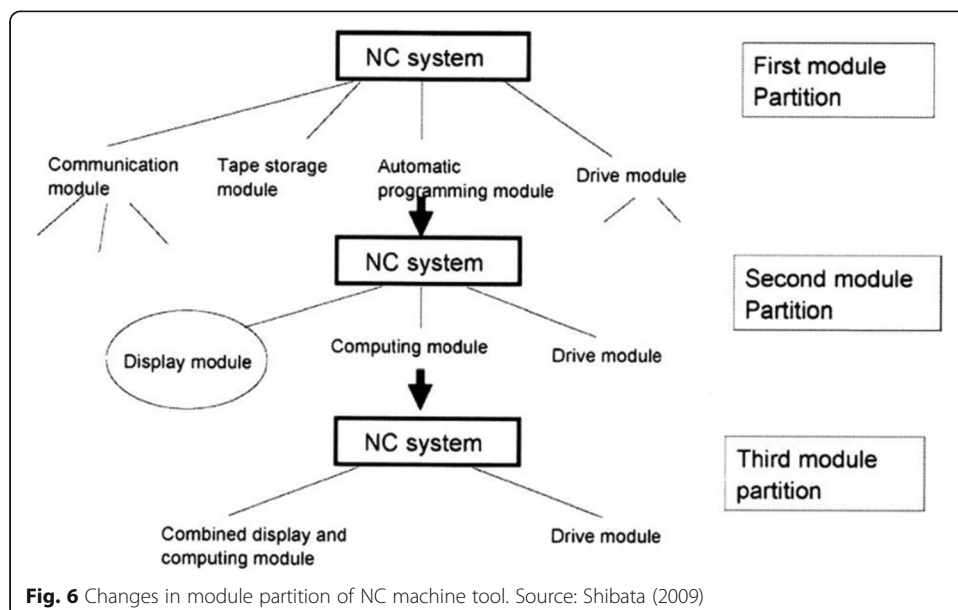 NC system
First module
Partition
Communication
module
Tape storage
module
Automatic
programming module
Drive module
NC system
Second module
Partition
Display module
Computing module
Drive module
NC system
Third module
partition
Combined display and
computing module
Drive module
Fig. 6 Changes in module partition of NC machine tool. Source: Shibata (2009)